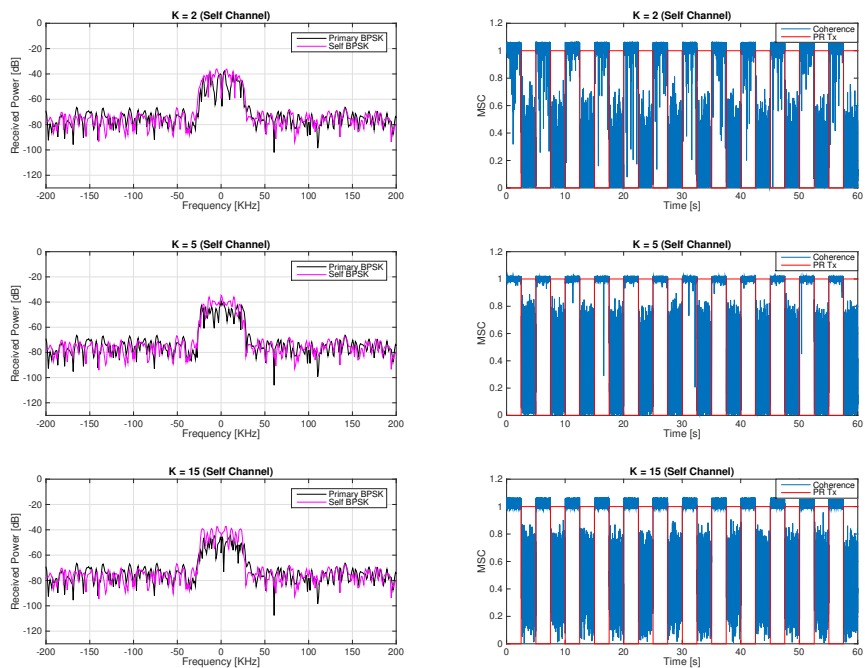 K = 2 (Self Channel)
Received Power [dB]
0
-20
-40
-60
-80
-100
-120
Primary BPSK
Self BPSK
-200 -150 -100 -50 0 50 100 150 200
Frequency [KHz]
K = 2 (Self Channel)
MSC
1.2
1
0.8
0.6
0.4
0.2
0
Coherence
PR Tx
0 10 20 30 40 50 60
Time [s]
K = 5 (Self Channel)
Received Power [dB]
0
-20
-40
-60
-80
-100
-120
Primary BPSK
Self BPSK
-200 -150 -100 -50 0 50 100 150 200
Frequency [KHz]
K = 5 (Self Channel)
MSC
1.2
1
0.8
0.6
0.4
0.2
0
Coherence
PR Tx
0 10 20 30 40 50 60
Time [s]
K = 15 (Self Channel)
Received Power [dB]
0
-20
-40
-60
-80
-100
-120
Primary BPSK
Self BPSK
-200 -150 -100 -50 0 50 100 150 200
Frequency [KHz]
K = 15 (Self Channel)
MSC
1.2
1
0.8
0.6
0.4
0.2
0
Coherence
PR Tx
0 10 20 30 40 50 60
Time [s]